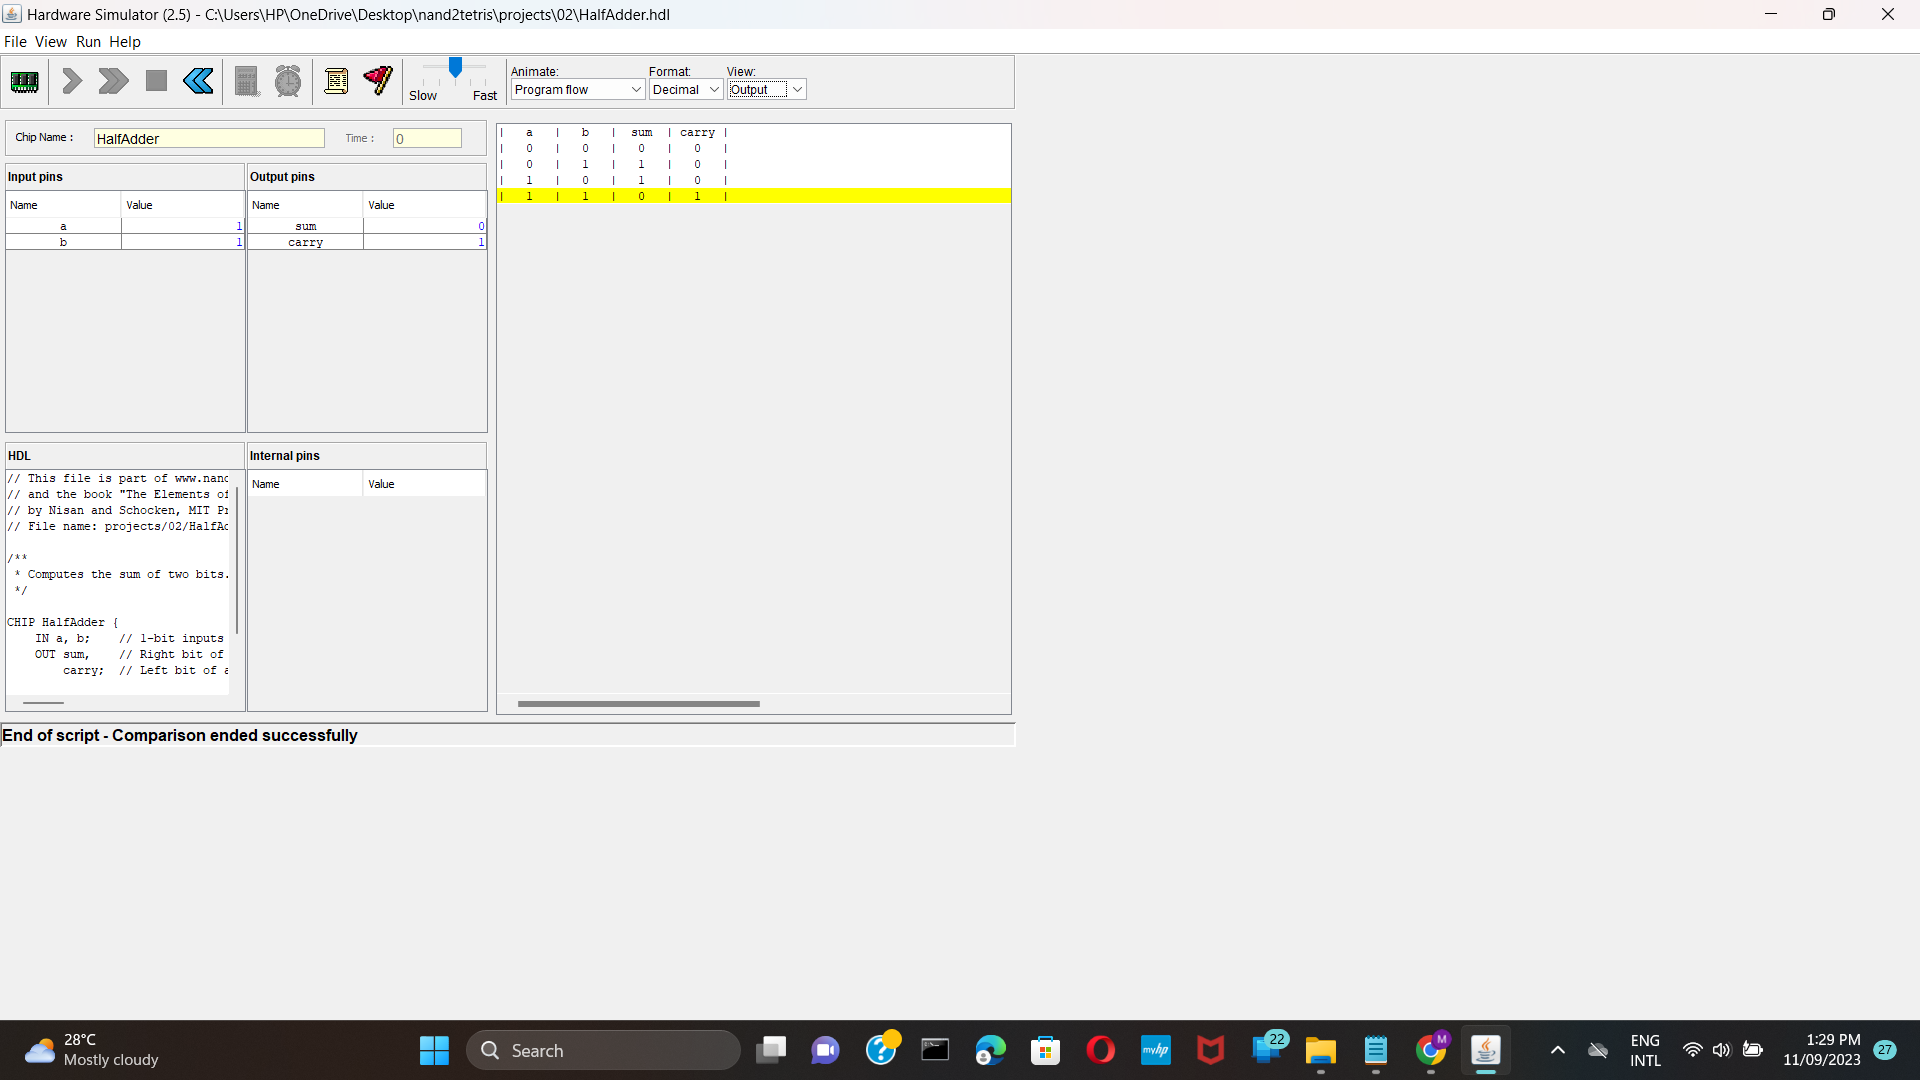 Hardware Simulator (2.5) - C:\Users\HP\OneDrive\Desktop\nand2tetris\projects\02\HalfAdder.hdl
File View Run Help
Slow Fast
Animate: Format: View:
Program flow Decimal Output
Chip Name : HalfAdder Time : 0
Input pins
Name Value
a 1
b 1
Output pins
Name Value
sum 0
carry 1
| a | b | sum | carry |
| 0 | 0 | 0 | 0 |
| 0 | 1 | 1 | 0 |
| 1 | 0 | 1 | 0 |
| 1 | 1 | 0 | 1 |
HDL
// This file is part of www.nand
// and the book "The Elements of
// by Nisan and Schocken, MIT Pr
// File name: projects/02/HalfAd
/**
* Computes the sum of two bits.
*/
CHIP HalfAdder {
IN a, b; // 1-bit inputs
OUT sum, // Right bit of
carry; // Left bit of a
Internal pins
Name Value
End of script - Comparison ended successfully
28°C
Mostly cloudy
Search
myhp
22
M
ENG
INTL
1:29 PM
11/09/2023
27